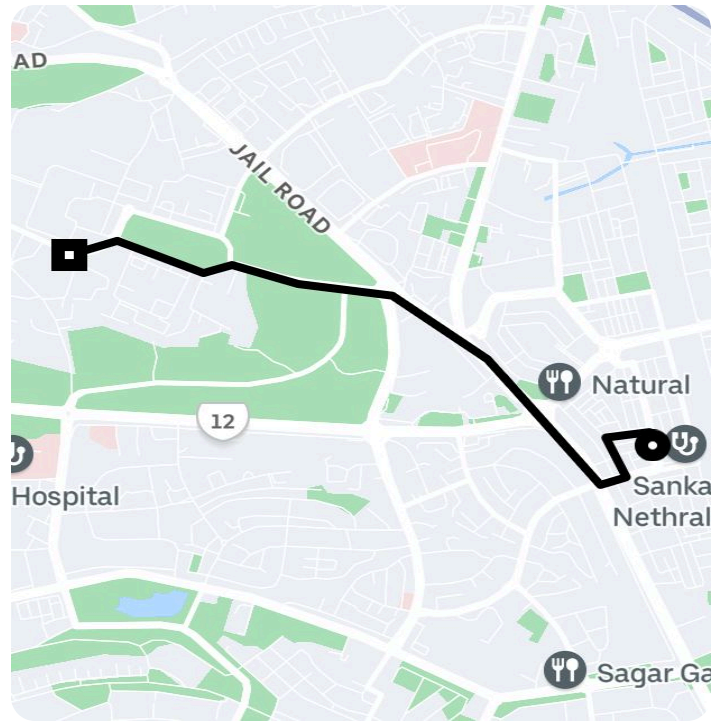 AD
JAIL ROAD
Natural
12
Hospital
Sanka
Nethral
Sagar Ga